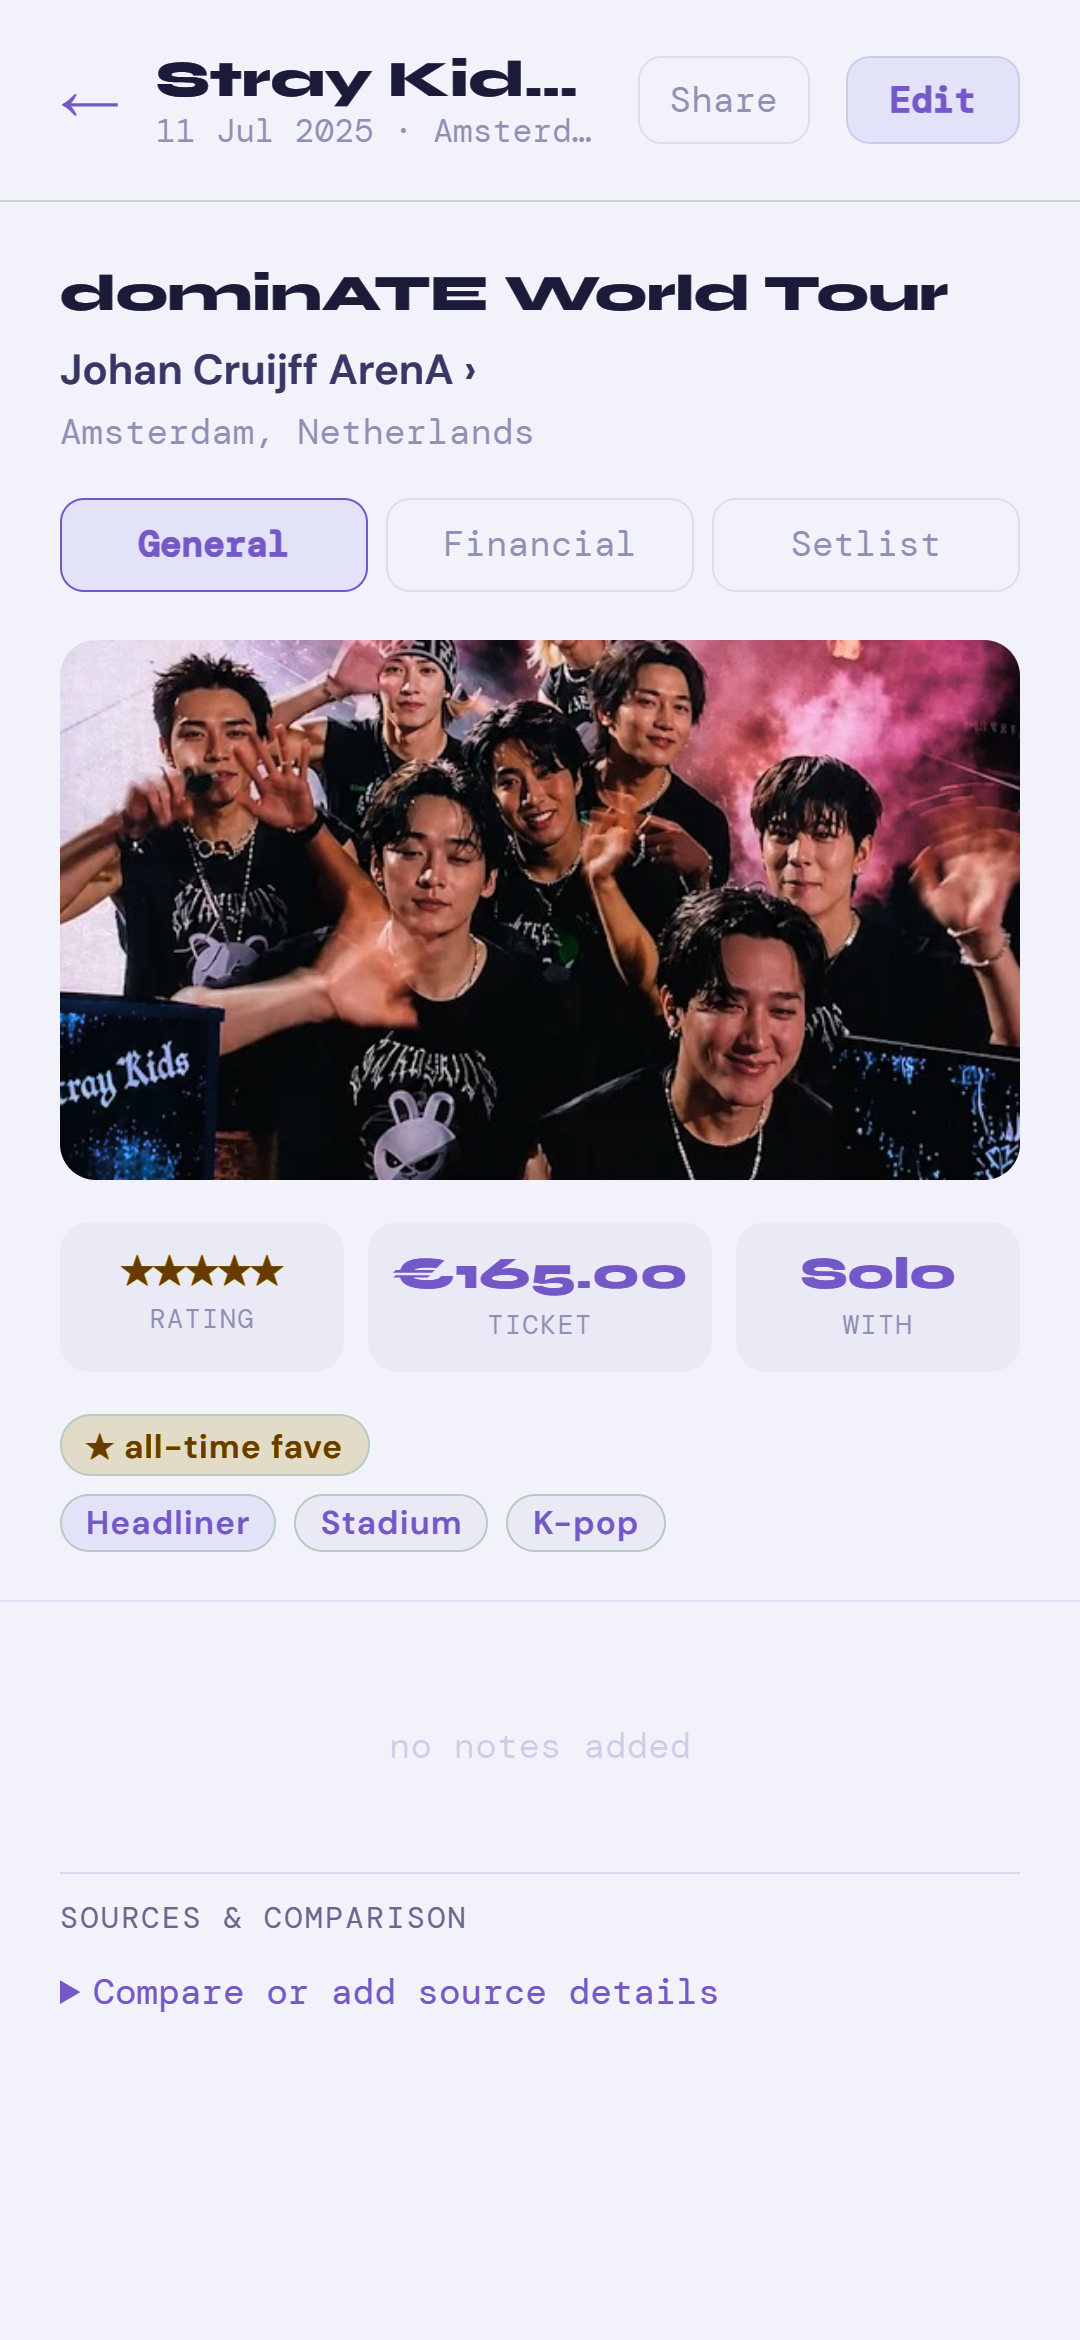 ←
Stray Kid...
11 Jul 2025 · Amsterd…
Share
Edit
dominATE World Tour
Johan Cruijff ArenA ›
Amsterdam, Netherlands
General
Financial
Setlist
STRAYKIDS
Kids
★★★★★
RATING
€165.00
TICKET
Solo
WITH
★ all-time fave
Headliner
Stadium
K-pop
no notes added
SOURCES & COMPARISON
▶ Compare or add source details